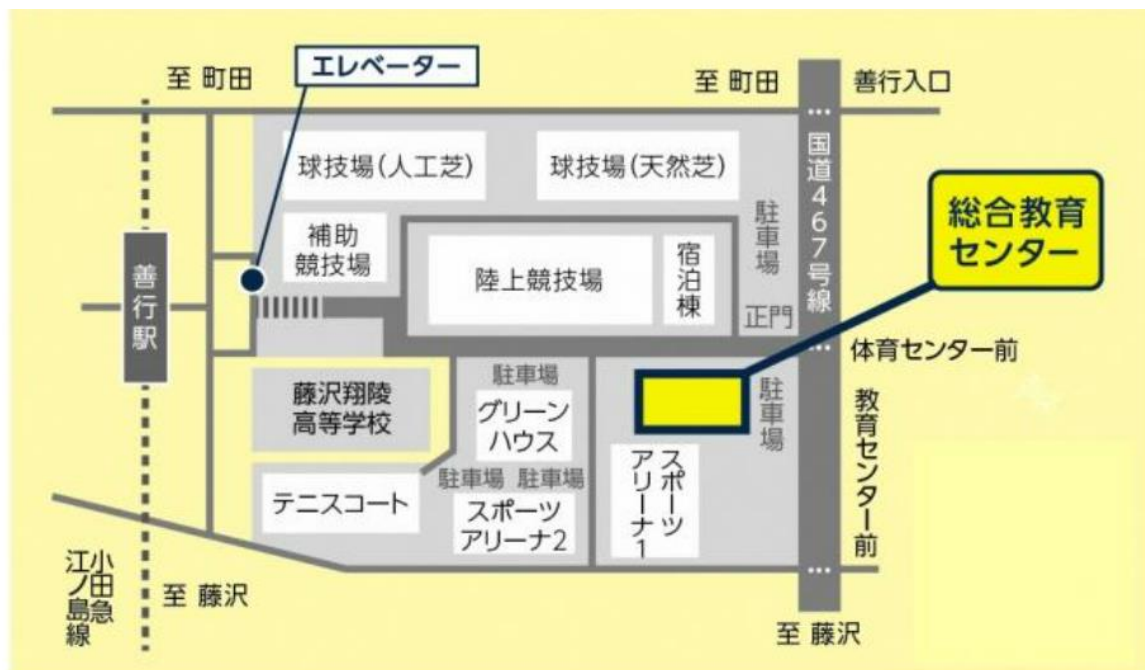 エレベーター
至 町田
至 町田
善行入口
球技場(人工芝)
球技場(天然芝)
国道467号線
総合教育
センター
駐車場
補助
競技場
陸上競技場
宿泊棟
善行駅
正門
体育センター前
藤沢翔陵
高等学校
駐車場
グリーン
ハウス
駐車場
教育センター前
スポーツ
アリーナ1
駐車場 駐車場
テニスコート
スポーツ
アリーナ2
小田急
江ノ島線
至 藤沢
至 藤沢